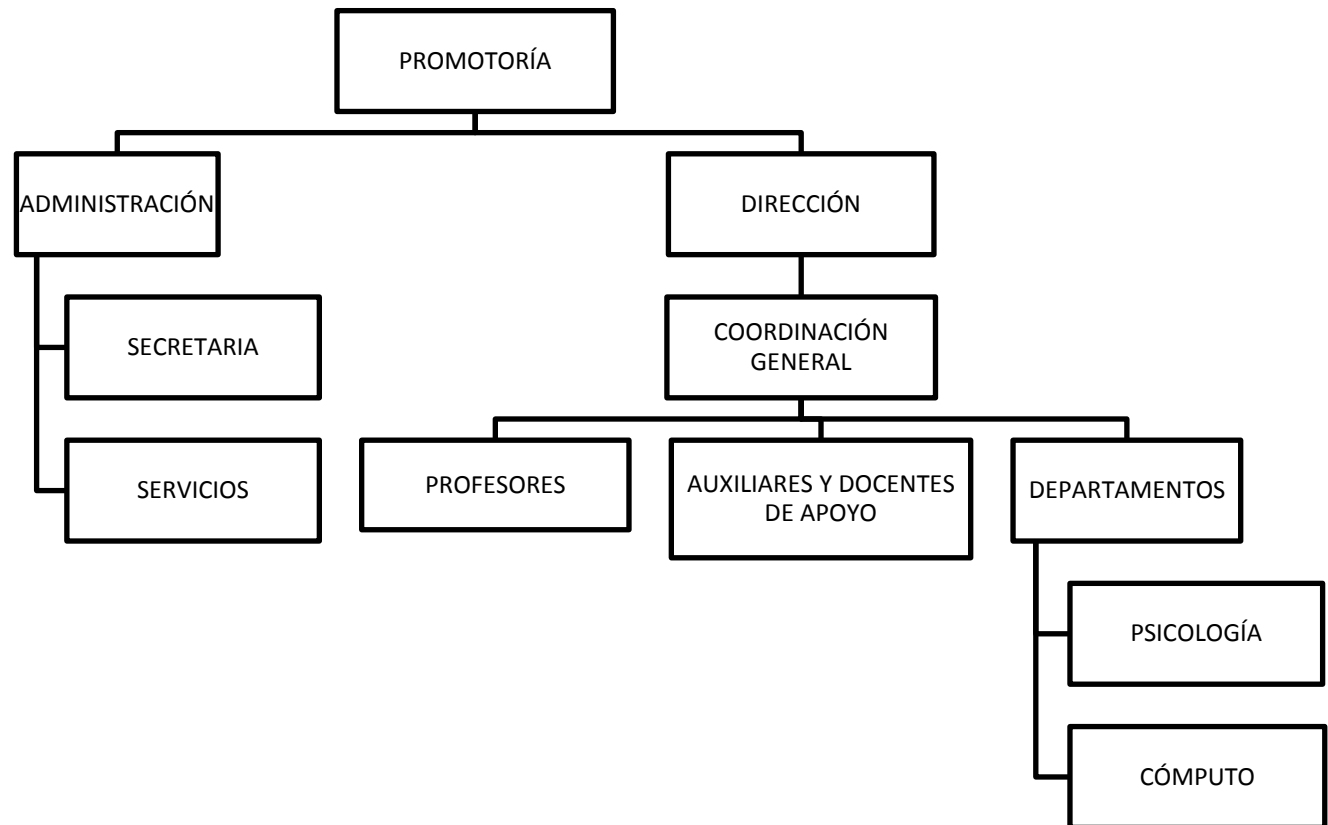 PROMOTORÍA
ADMINISTRACIÓN
DIRECCIÓN
SECRETARIA
COORDINACIÓN
GENERAL
SERVICIOS
PROFESORES
AUXILIARES Y DOCENTES
DE APOYO
DEPARTAMENTOS
PSICOLOGÍA
CÓMPUTO